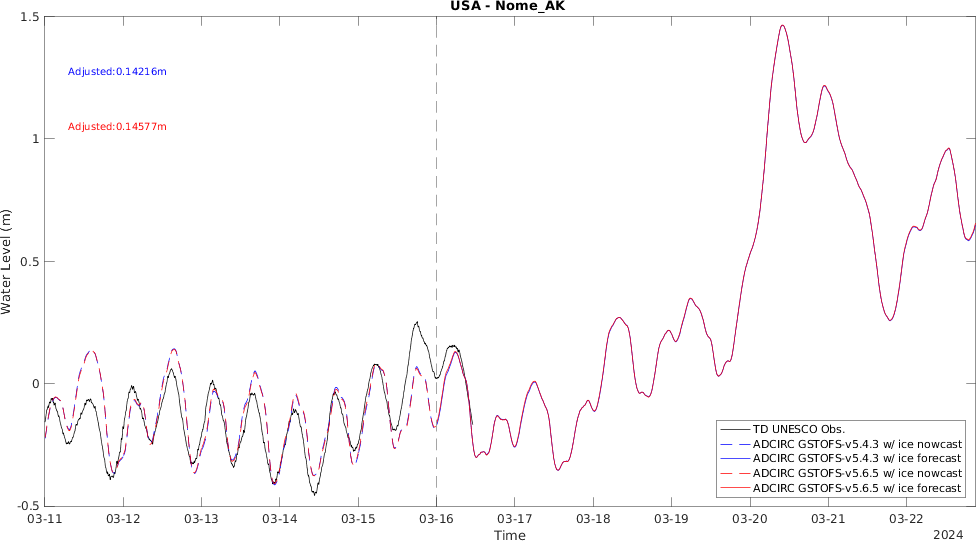 USA - Nome_AK
1.5
Adjusted:0.14216m
Adjusted:0.14577m
1
0.5
0
-0.5
Water Level (m)
TD UNESCO Obs.
ADCIRC GSTOFS-v5.4.3 w/ ice nowcast
ADCIRC GSTOFS-v5.4.3 w/ ice forecast
ADCIRC GSTOFS-v5.6.5 w/ ice nowcast
ADCIRC GSTOFS-v5.6.5 w/ ice forecast
03-11 03-12 03-13 03-14 03-15 03-16 03-17 03-18 03-19 03-20 03-21 03-22
Time
2024